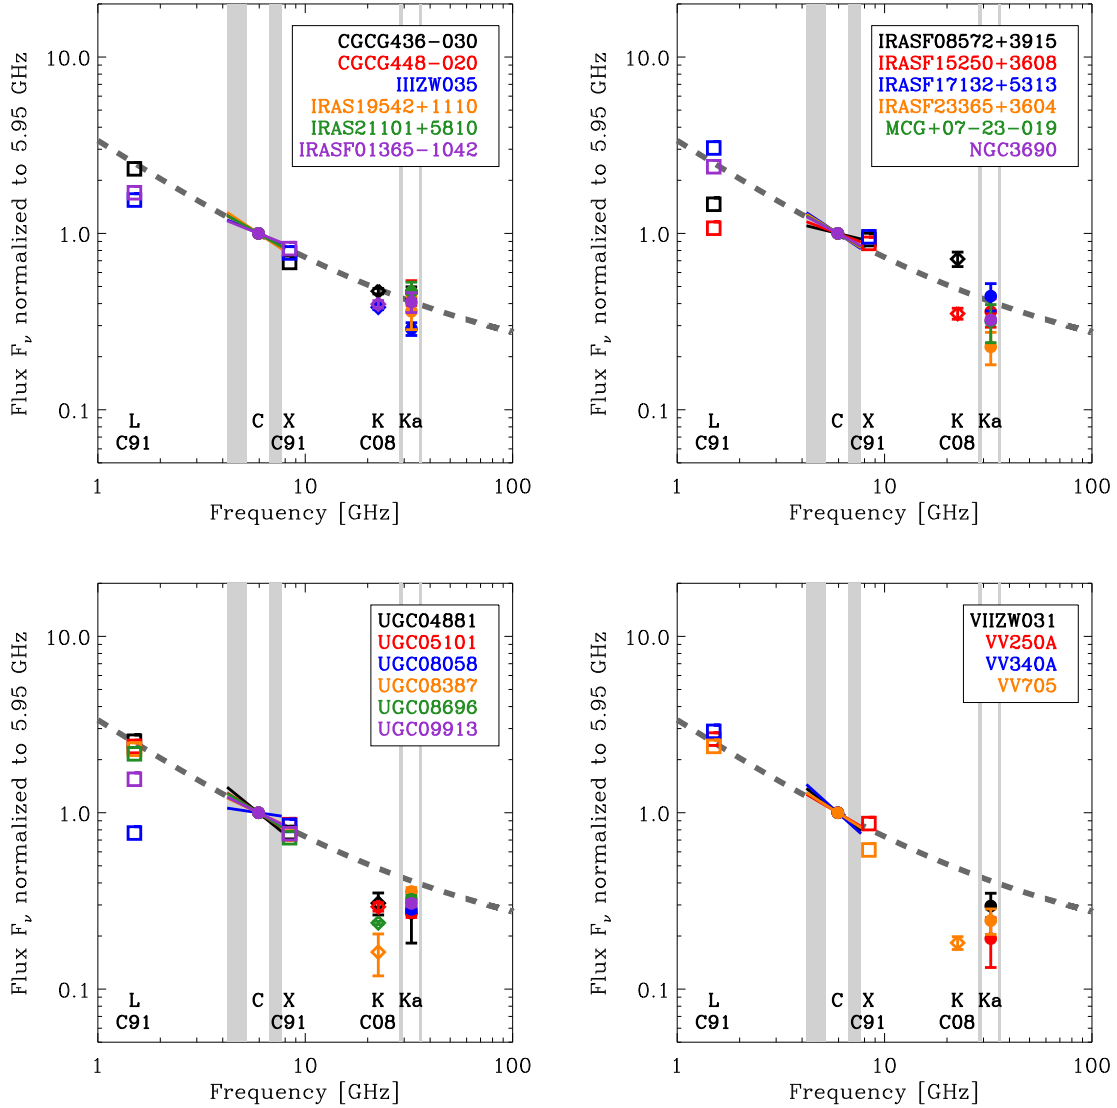 Flux Fν normalized to 5.95 GHz
10.0
1.0
0.1
CGCG436-030
CGCG448-020
IIIZW035
IRAS19542+1110
IRAS21101+5810
IRASF01365-1042
L C X K Ka
C91 C91 C08
1 10 100
Frequency [GHz]
Flux Fν normalized to 5.95 GHz
10.0
1.0
0.1
IRASF08572+3915
IRASF15250+3608
IRASF17132+5313
IRASF23365+3604
MCG+07-23-019
NGC3690
L C X K Ka
C91 C91 C08
1 10 100
Frequency [GHz]
Flux Fν normalized to 5.95 GHz
10.0
1.0
0.1
UGC04881
UGC05101
UGC08058
UGC08387
UGC08696
UGC09913
L C X K Ka
C91 C91 C08
1 10 100
Frequency [GHz]
Flux Fν normalized to 5.95 GHz
10.0
1.0
0.1
VIIZW031
VV250A
VV340A
VV705
L C X K Ka
C91 C91 C08
1 10 100
Frequency [GHz]